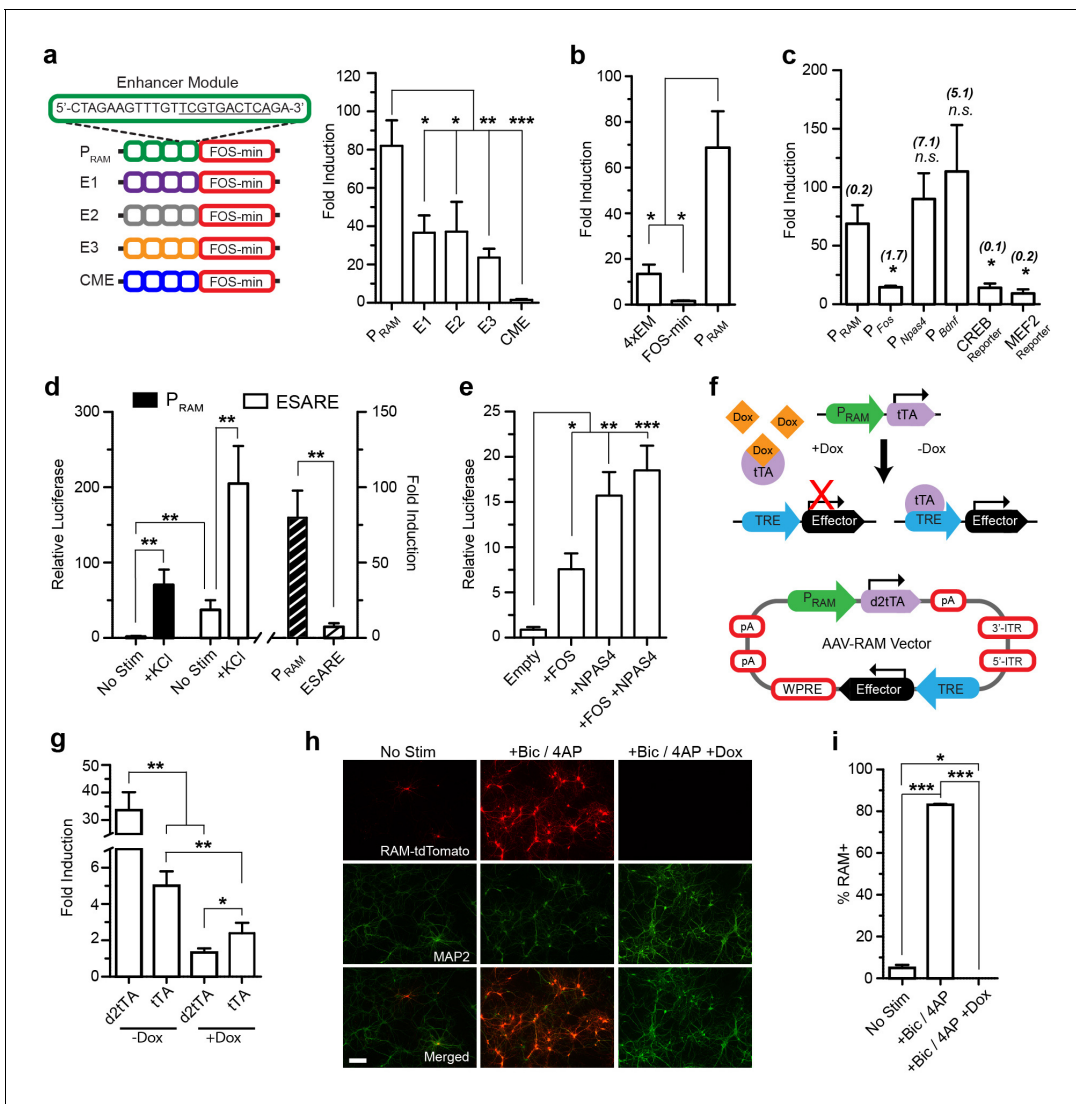 a
Enhancer Module
5'-CTAGAAGTTTGTTCGTGACTCAGA-3'
PRAM
FOS-min
E1
FOS-min
E2
FOS-min
E3
FOS-min
CME
FOS-min
Fold Induction
120
100
80
60
40
20
0
* * ** ***
PRAM E1 E2 E3 CME
b
Fold Induction
100
80
60
40
20
0
* *
4xEM FOS-min PRAM
c
Fold Induction
200
150
100
50
0
(0.2)
(1.7)
*
(7.1)
n.s.
(5.1)
n.s.
(0.1)
*
(0.2)
*
PRAM PFos PNpas4 PBdnf CREB Reporter MEF2 Reporter
d
PRAM ESARE
Relative Luciferase
300
200
100
50
0
** ** ** **
150
100
50
0
Fold Induction
No Stim +KCl No Stim +KCl PRAM ESARE
e
Relative Luciferase
25
20
15
10
5
0
* ** ***
Empty +FOS +NPAS4 +FOS +NPAS4
f
Dox
Dox
Dox
Dox
tTA
PRAM tTA
+Dox -Dox
X
tTA
TRE Effector TRE Effector
PRAM d2tTA pA
pA
3'-ITR
AAV-RAM Vector
pA
5'-ITR
WPRE Effector TRE
g
Fold Induction
50
40
30
6
4
2
0
**
**
*
d2tTA tTA d2tTA tTA
-Dox +Dox
h
No Stim +Bic / 4AP +Bic / 4AP +Dox
RAM-tdTomato
MAP2
Merged
i
% RAM+
100
80
60
40
20
0
*
*** ***
No Stim +Bic / 4AP +Bic / 4AP +Dox